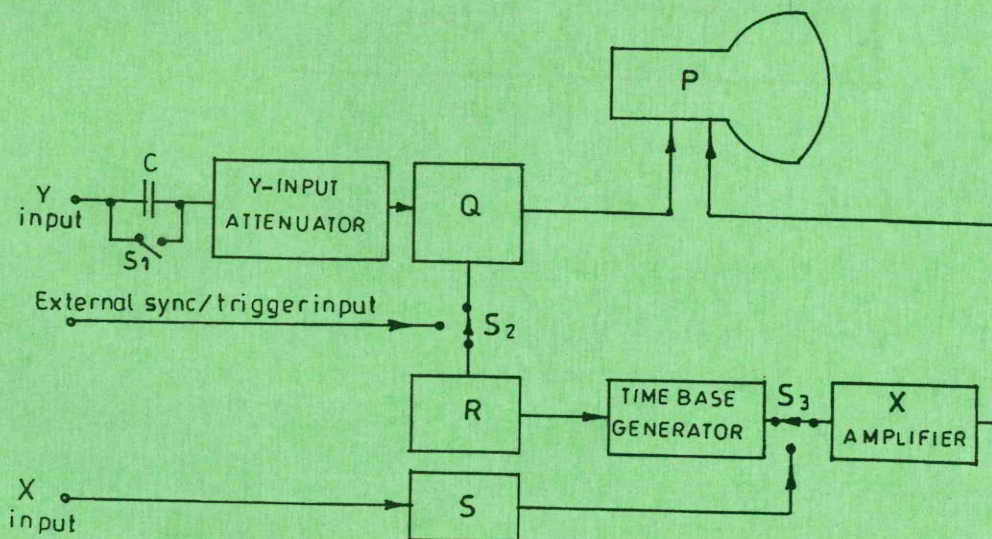 P
C
Y
input
S1
Y-INPUT
ATTENUATOR
Q
External sync/triggerinput
S2
R
TIME BASE
GENERATOR
S3
X
AMPLIFIER
X
input
S